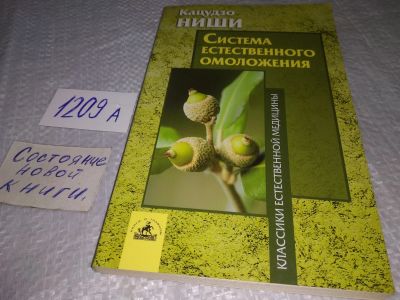 Кацудзо
НИШИ
СИСТЕМА
ЕСТЕСТВЕННОГО
ОМОЛОЖЕНИЯ
КЛАССИКИ ЕСТЕСТВЕННОЙ МЕДИЦИНЫ
1209 А
Состояние
новой
книги.